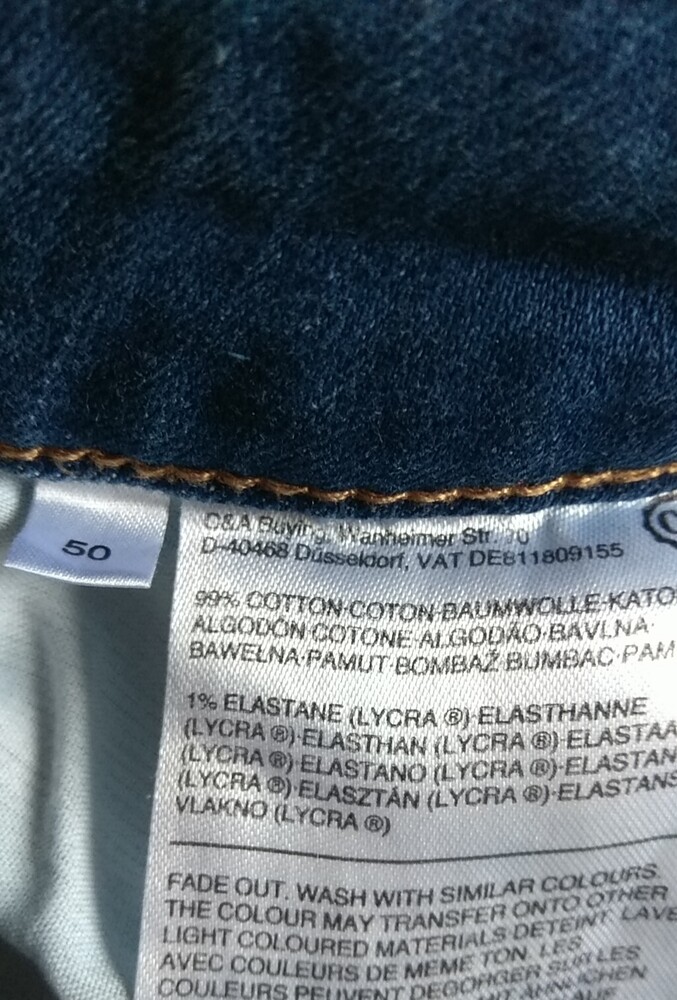 50
C&A Buying, Wanheimer Str. 70
D-40468 Düsseldorf, VAT DE811809155
99% COTTON·COTON·BAUMWOLLE·KATO
ALGODÓN·COTONE·ALGODÃO·BAVLNA·
BAWEŁNA·PAMUT·BOMBAŽ·BUMBAC·PAM
1% ELASTANE (LYCRA ®)·ELASTHANNE
(LYCRA ®)·ELASTHAN (LYCRA ®)·ELASTAA
(LYCRA ®)·ELASTANO (LYCRA ®)·ELASTAN
(LYCRA ®)·ELASZTÁN (LYCRA ®)·ELASTANS
VLAKNO (LYCRA ®)
FADE OUT. WASH WITH SIMILAR COLOURS.
THE COLOUR MAY TRANSFER ONTO OTHER
LIGHT COLOURED MATERIALS DETEINT LAVE
AVEC COULEURS DE MEME TON. LES
COULEURS PEUVENT DEGORGER SUR LES
ÄHNLICHEN